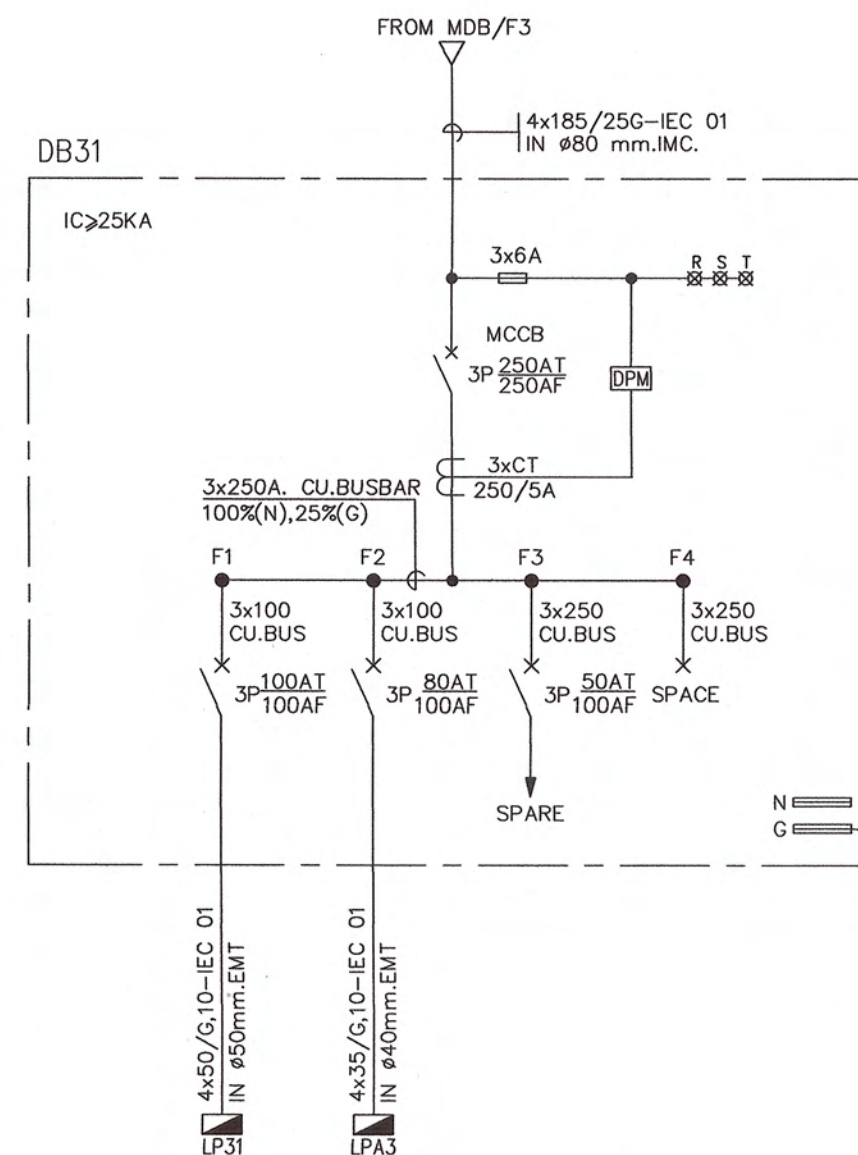 FROM MDB/F3
4x185/25G-IEC 01
IN ø80 mm.IMC.
DB31
IC≥25KA
3x6A
R S T
MCCB
3P 250AT
250AF
DPM
3xCT
250/5A
3x250A. CU.BUSBAR
100%(N),25%(G)
F1
F2
F3
F4
3x100
CU.BUS
3x100
CU.BUS
3x250
CU.BUS
3x250
CU.BUS
3P 100AT
100AF
3P 80AT
100AF
3P 50AT
100AF
SPACE
SPARE
N
G
4x50/G,10-IEC 01
IN ø50mm.EMT
4x35/G,10-IEC 01
IN ø40mm.EMT
LP31
LPA3